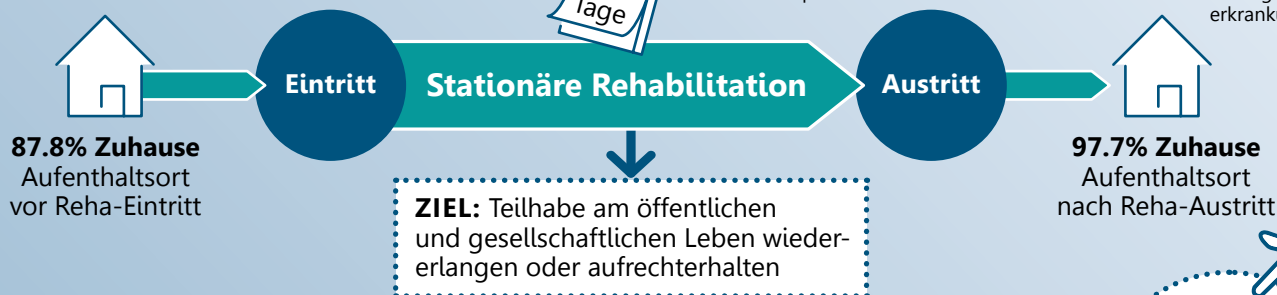 Tage
erkrank
Eintritt
Stationäre Rehabilitation
Austritt
87.8% Zuhause
Aufenthaltsort
vor Reha-Eintritt
97.7% Zuhause
Aufenthaltsort
nach Reha-Austritt
ZIEL: Teilhabe am öffentlichen
und gesellschaftlichen Leben wieder-
erlangen oder aufrechterhalten